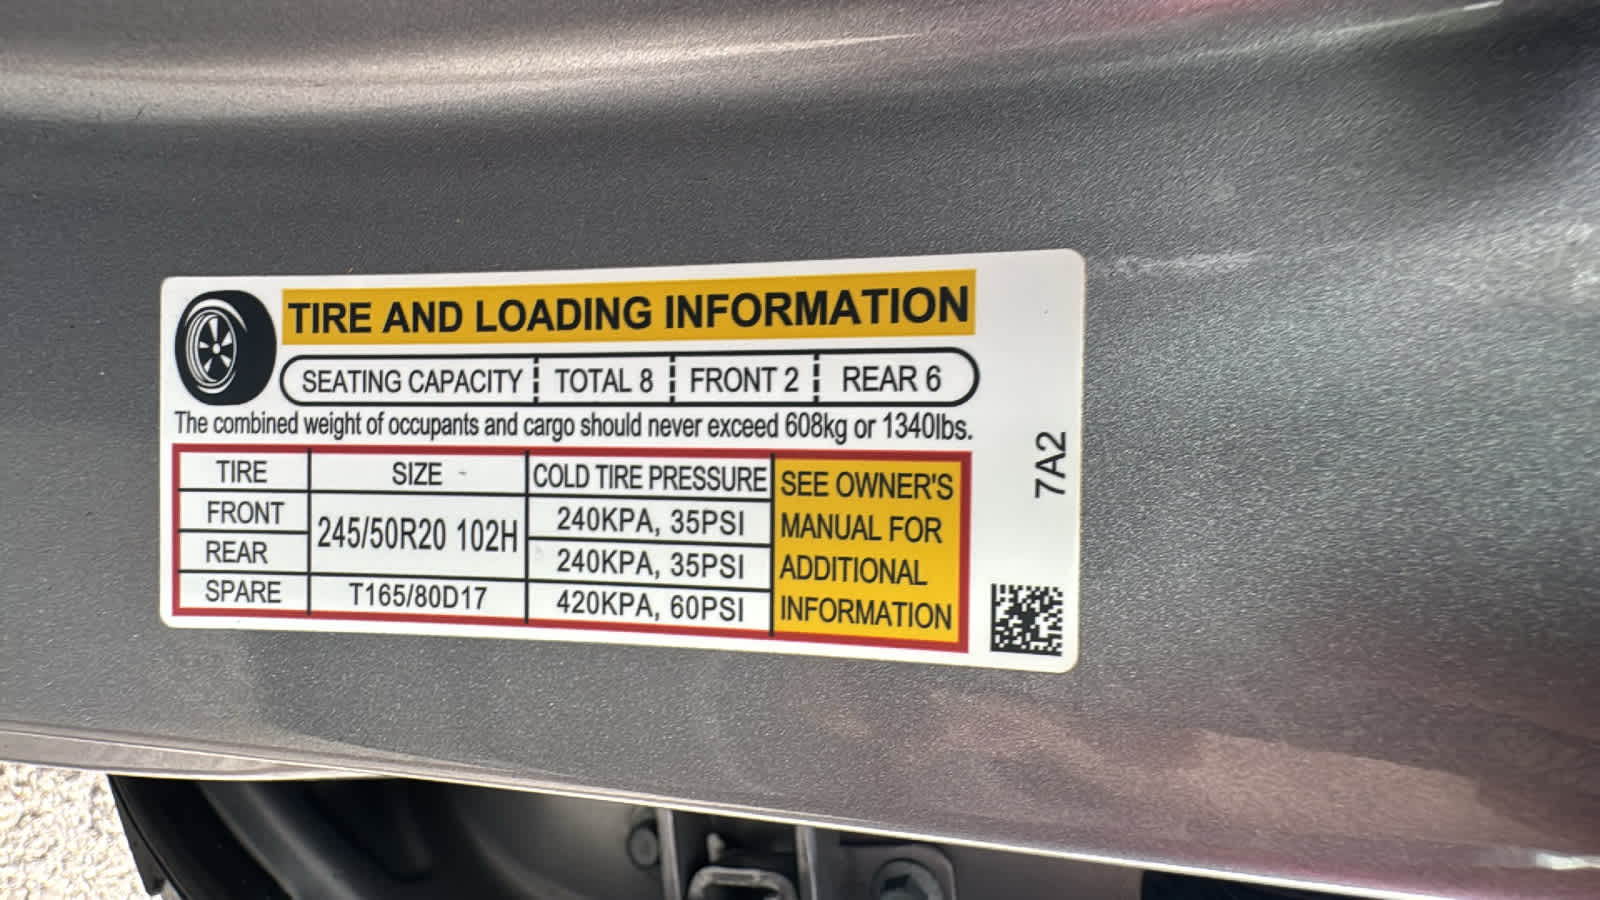 TIRE AND LOADING INFORMATION
SEATING CAPACITY TOTAL 8 FRONT 2 REAR 6
The combined weight of occupants and cargo should never exceed 608kg or 1340lbs.
TIRE SIZE COLD TIRE PRESSURE
FRONT 245/50R20 102H 240KPA, 35PSI
REAR 240KPA, 35PSI
SPARE T165/80D17 420KPA, 60PSI
SEE OWNER'S
MANUAL FOR
ADDITIONAL
INFORMATION
7A2